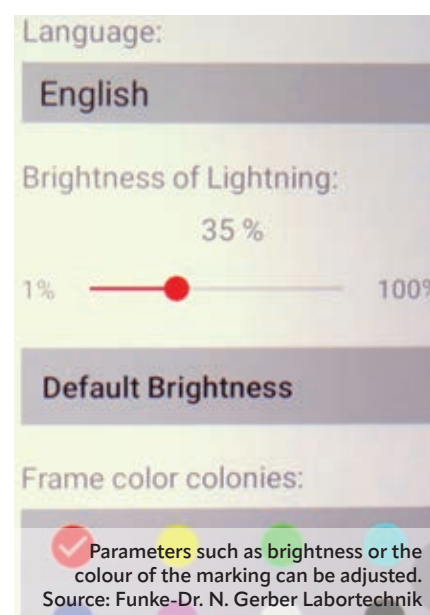 Language:
English
Brightness of Lightning:
35 %
1% 100%
Default Brightness
Frame color colonies:
Parameters such as brightness or the
colour of the marking can be adjusted.
Source: Funke-Dr. N. Gerber Labortechnik